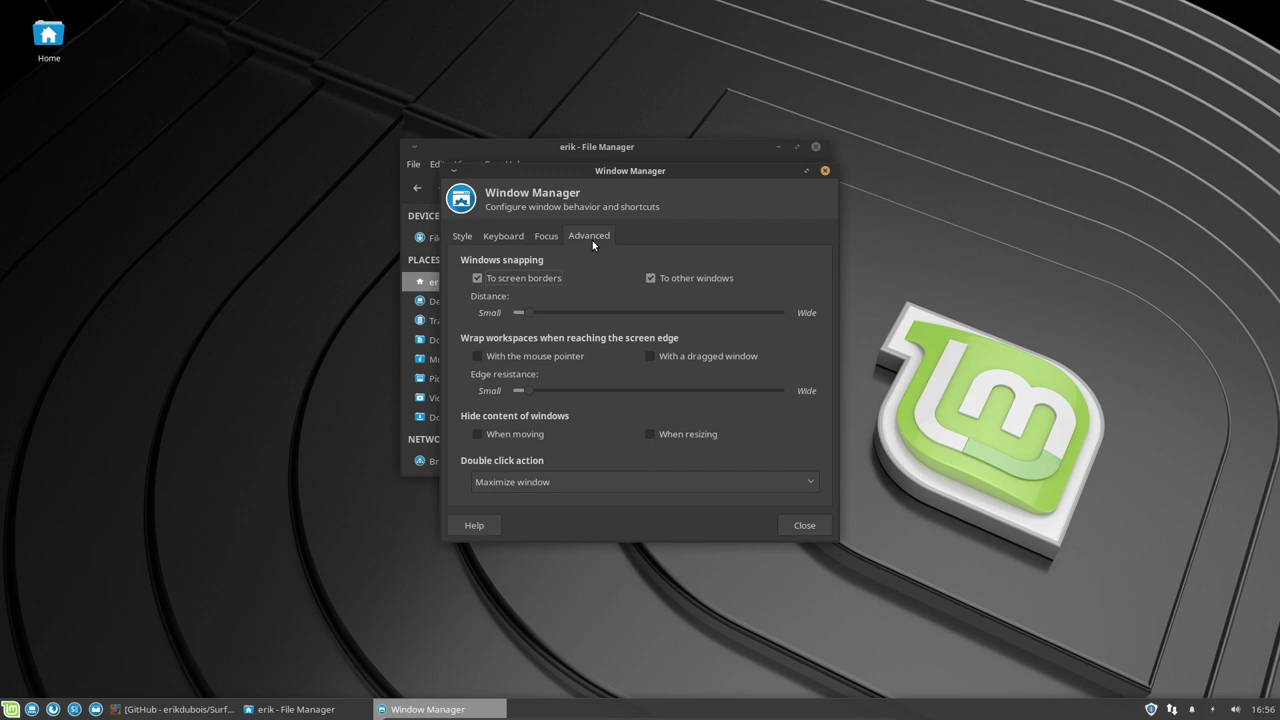 Home
erik - File Manager
File
Window Manager
Window Manager
Configure window behavior and shortcuts
Style Keyboard Focus Advanced
Windows snapping
To screen borders To other windows
Distance:
Small Wide
Wrap workspaces when reaching the screen edge
With the mouse pointer With a dragged window
Edge resistance:
Small Wide
Hide content of windows
When moving When resizing
Double click action
Maximize window
Help Close
DEVICE
PLACES
NETWO
[GitHub - erikdubois/Surf... erik - File Manager Window Manager 16:56